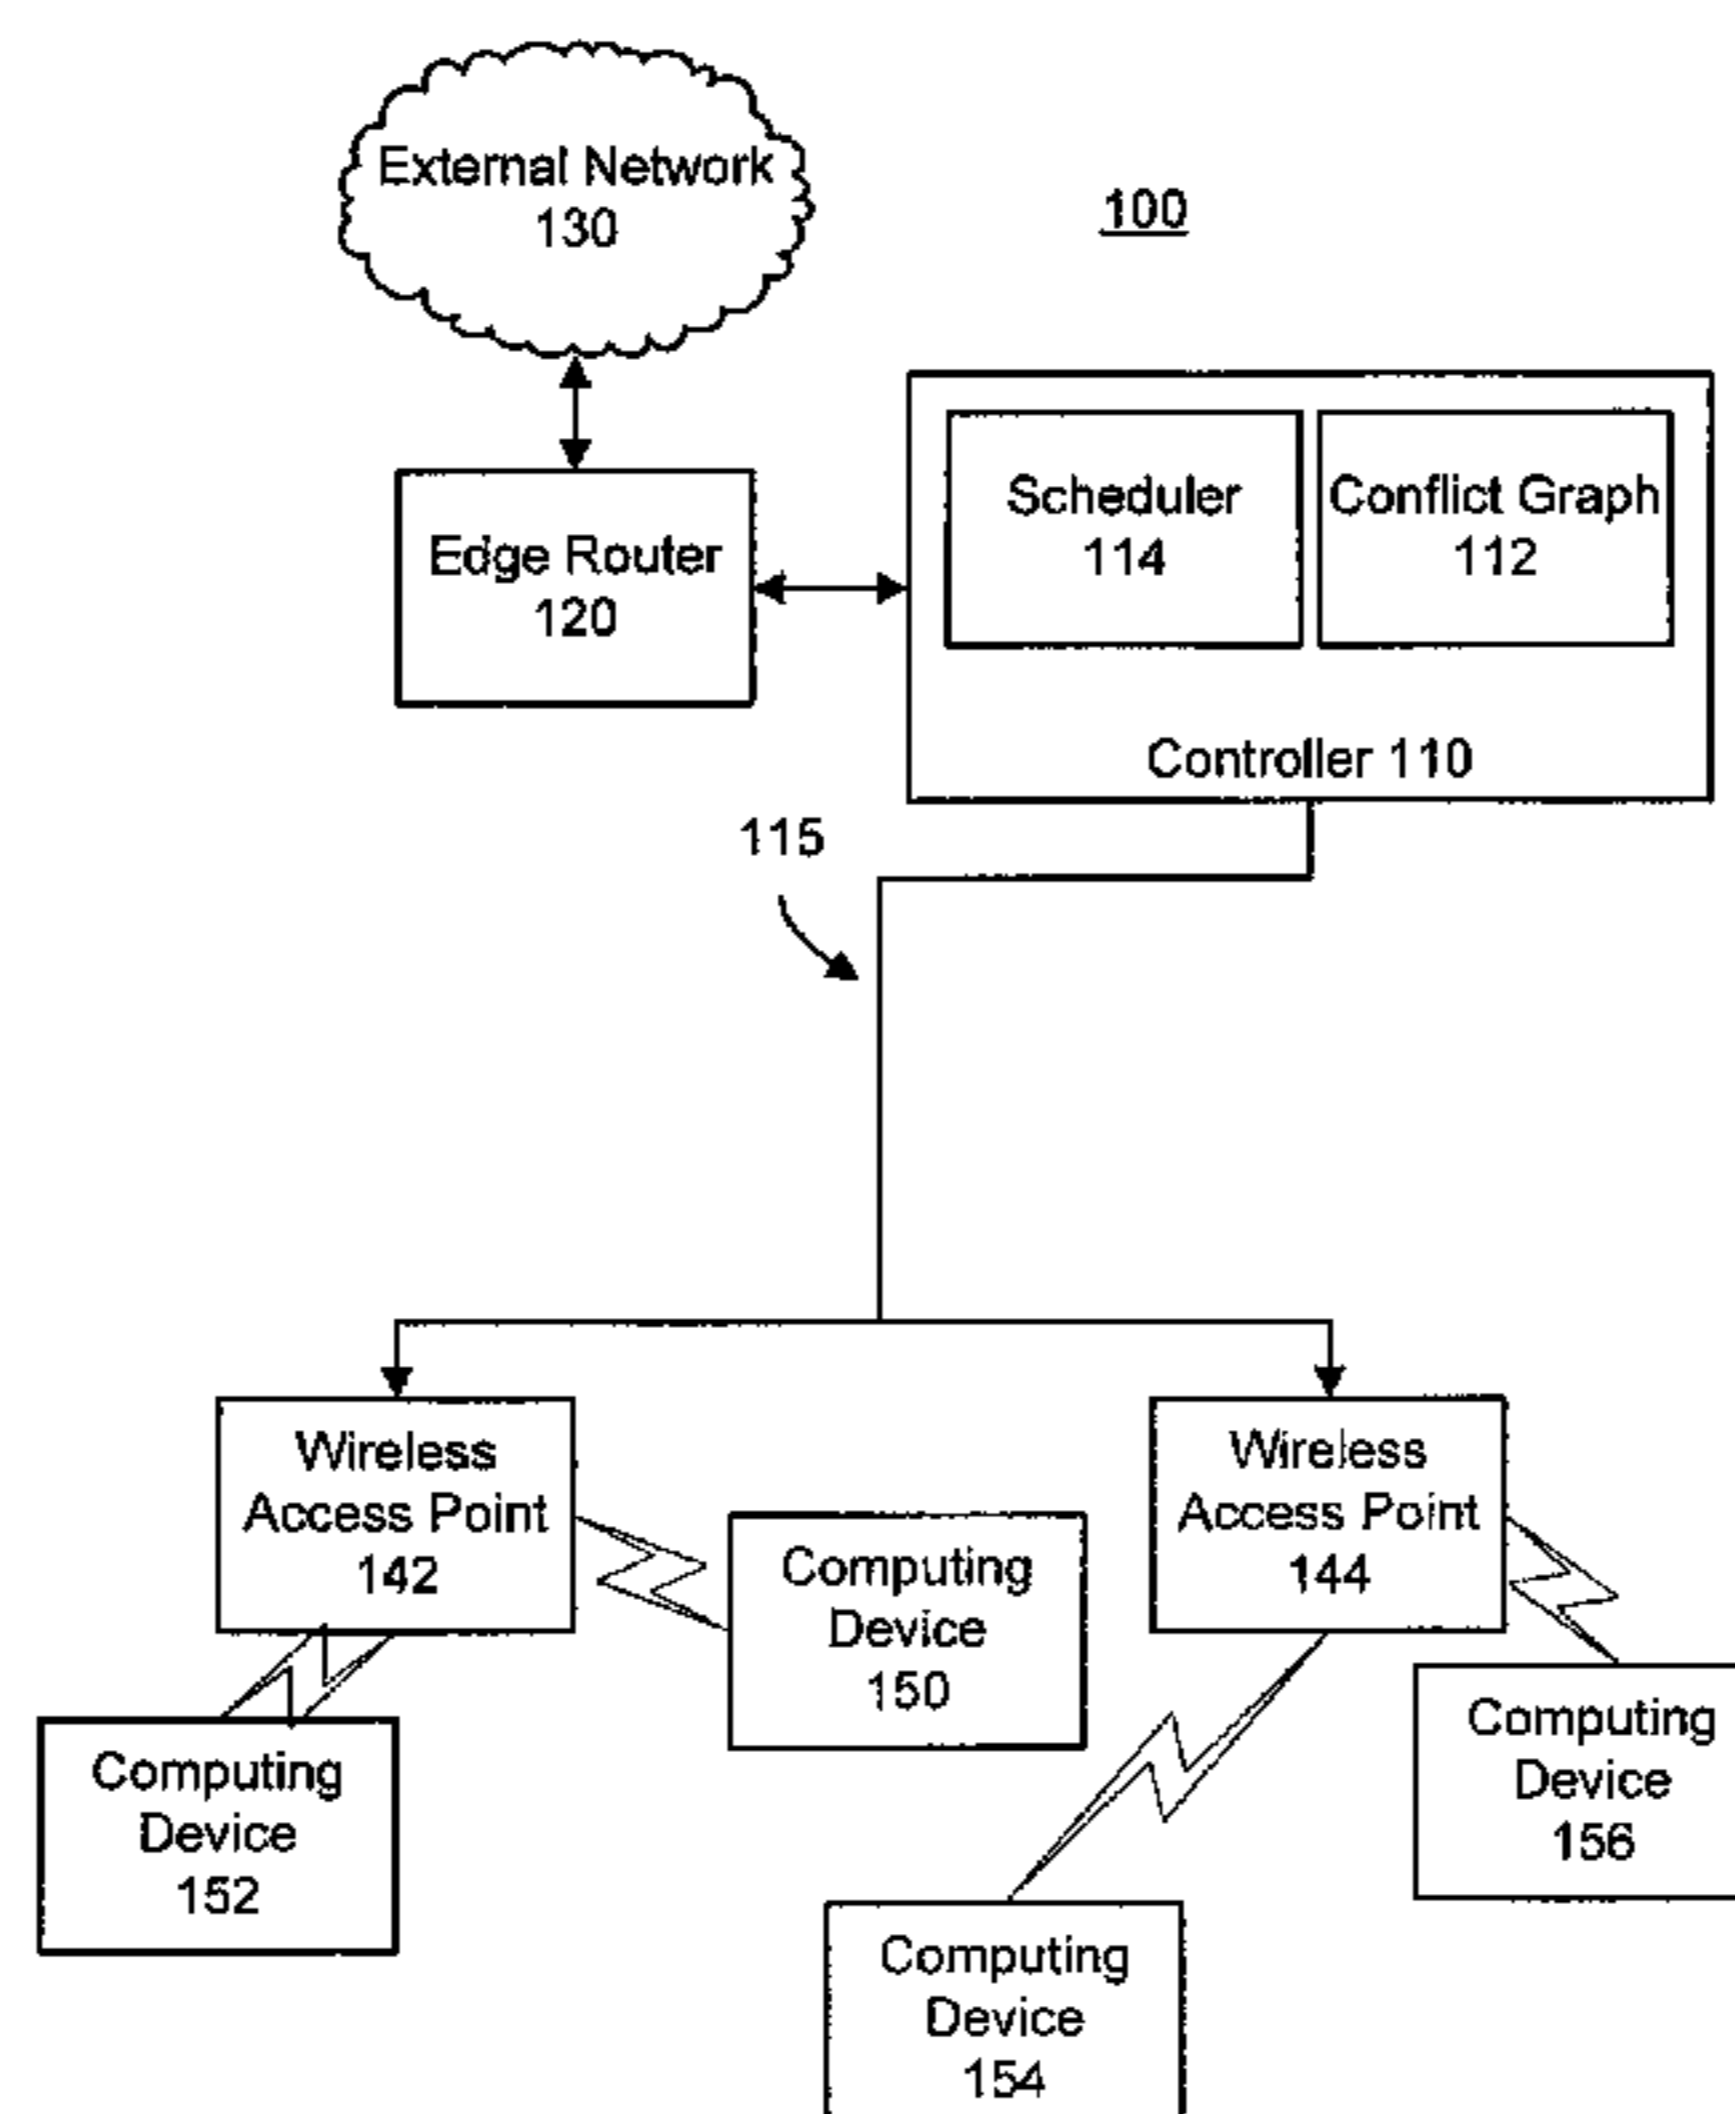 External Network
130
100
Scheduler
114
Conflict Graph
112
Edge Router
120
Controller 110
115
Wireless
Access Point
142
Wireless
Access Point
144
Computing
Device
150
Computing
Device
156
Computing
Device
152
Computing
Device
154